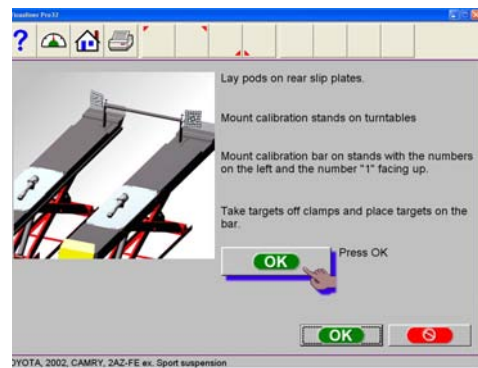 Visualiner Pro32
?
Lay pods on rear slip plates.
Mount calibration stands on turntables
Mount calibration bar on stands with the numbers
on the left and the number "1" facing up.
Take targets off clamps and place targets on the
bar.
OK
Press OK
OK
OYOTA, 2002, CAMRY, 2AZ-FE ex. Sport suspension